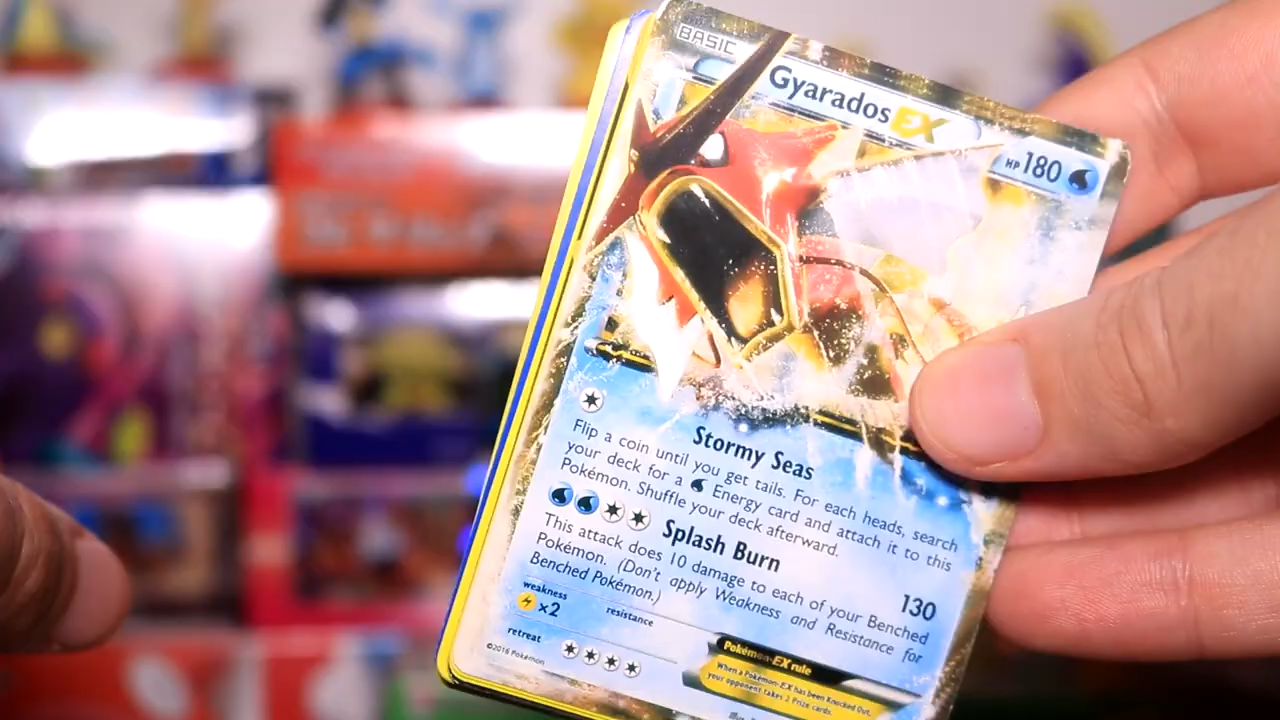 BASIC
Gyarados EX
HP 180
Stormy Seas
Flip a coin until you get tails. For each heads, search
your deck for a Energy card and attach it to this
Pokémon. Shuffle your deck afterward.
Splash Burn 130
This attack does 10 damage to each of your Benched
Pokémon. (Don't apply Weakness and Resistance for
Benched Pokémon.)
weakness
×2
resistance
retreat
©2016 Pokémon
Pokémon-EX rule
When a Pokémon-EX has been Knocked Out,
your opponent takes 2 Prize cards.